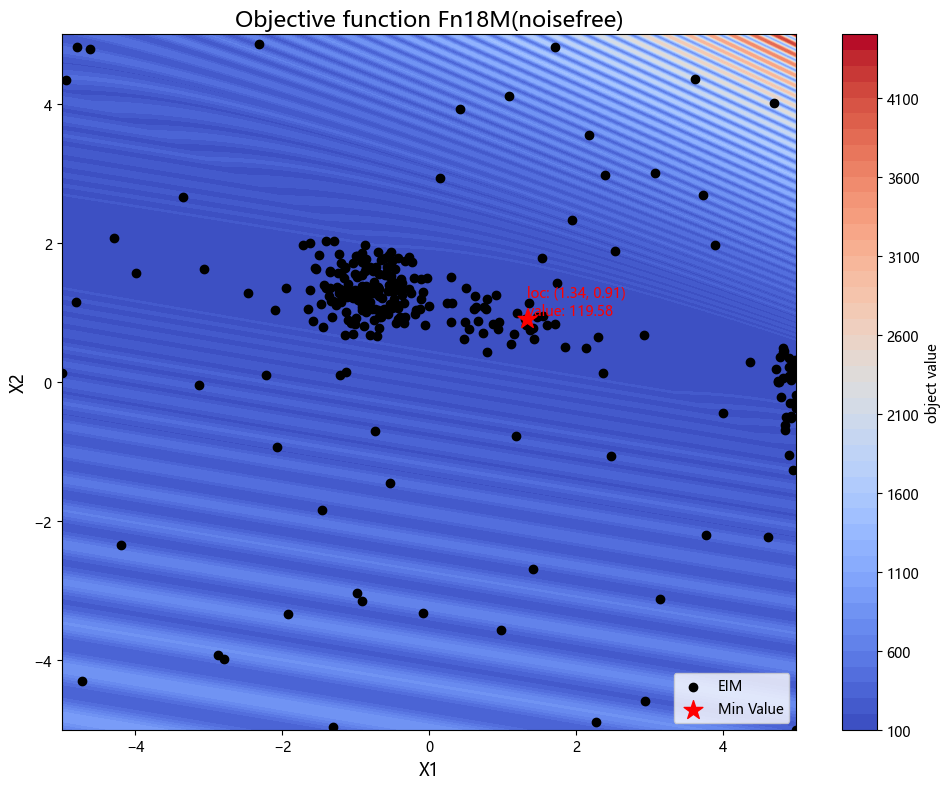 Objective function Fn18M(noisefree)
4
2
0
−2
−4
X2
−4
−2
0
2
4
X1
loc: (1.34, 0.91)
value: 119.58
EIM
Min Value
4100
3600
3100
2600
2100
1600
1100
600
100
object value